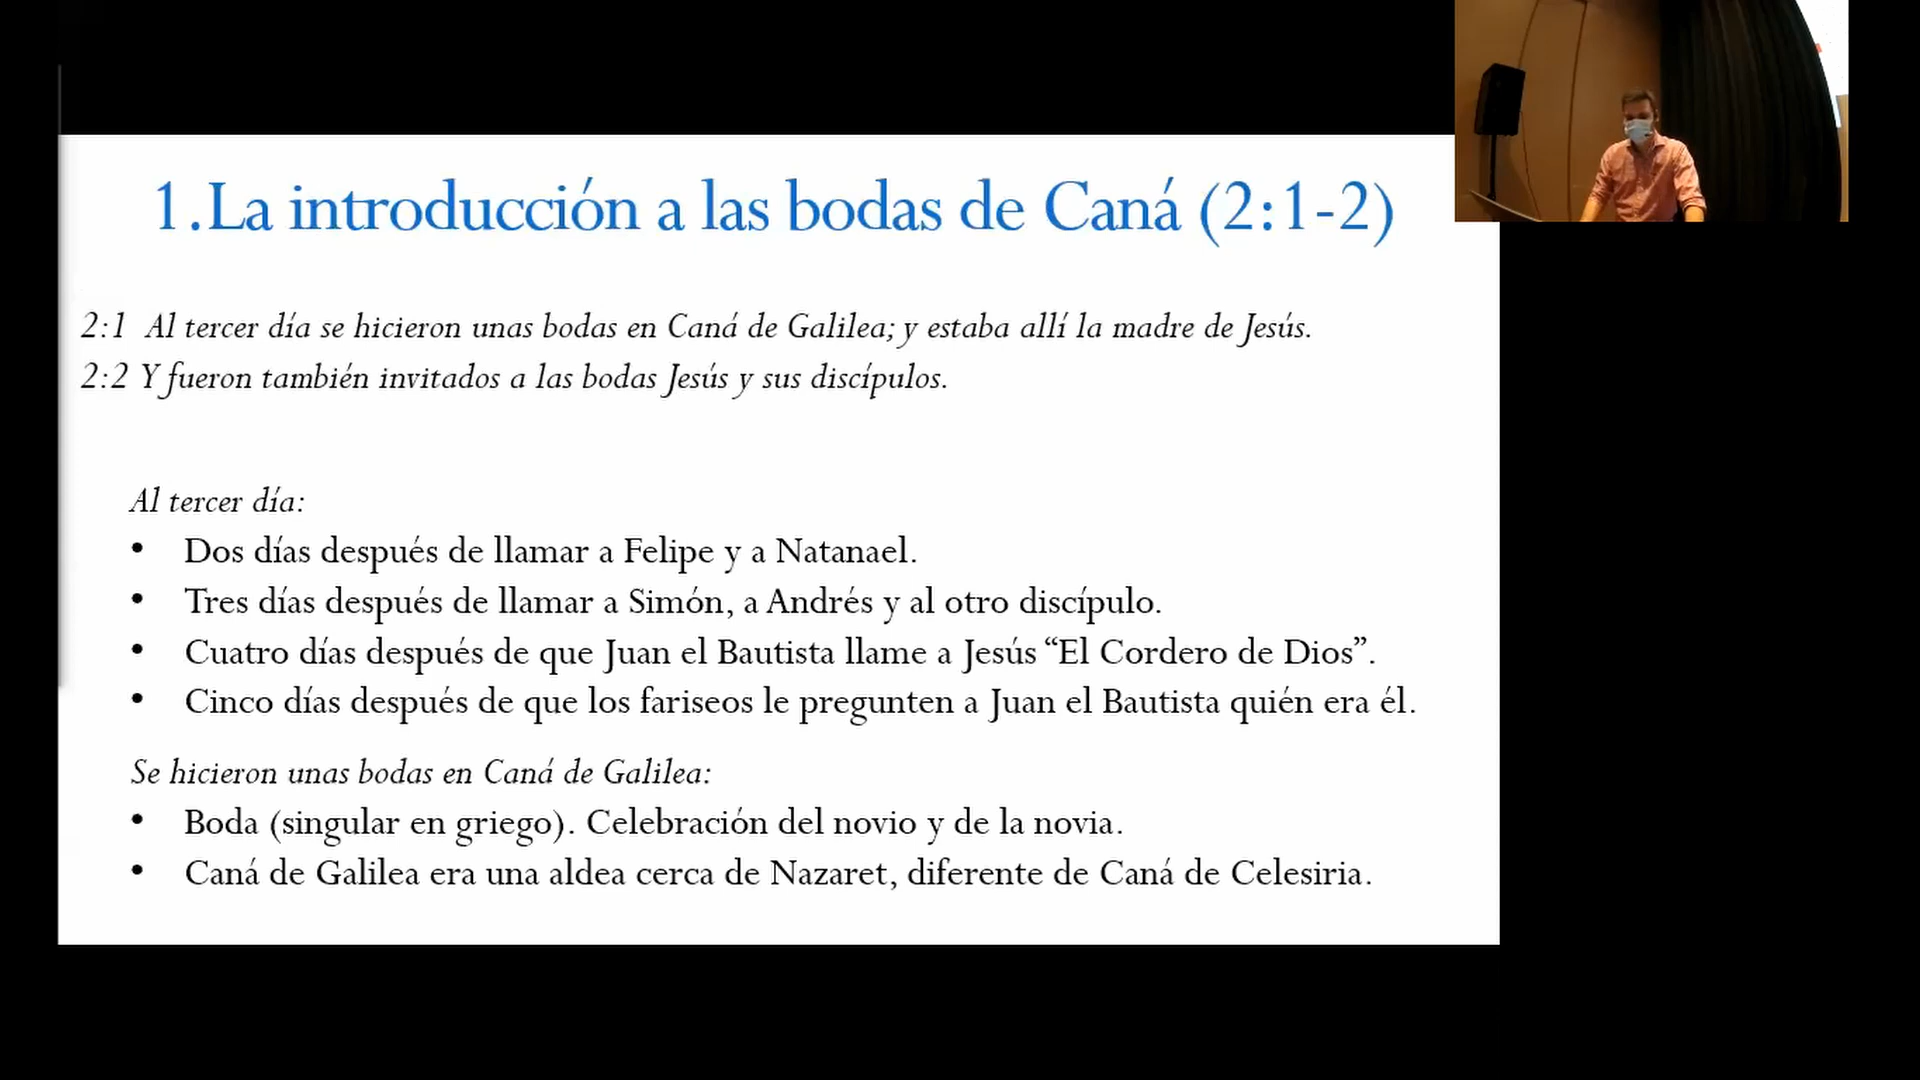 1.La introducción a las bodas de Caná (2:1-2)
2:1 Al tercer día se hicieron unas bodas en Caná de Galilea; y estaba allí la madre de Jesús.
2:2 Y fueron también invitados a las bodas Jesús y sus discípulos.
Al tercer día:
• Dos días después de llamar a Felipe y a Natanael.
• Tres días después de llamar a Simón, a Andrés y al otro discípulo.
• Cuatro días después de que Juan el Bautista llame a Jesús “El Cordero de Dios”.
• Cinco días después de que los fariseos le pregunten a Juan el Bautista quién era él.
Se hicieron unas bodas en Caná de Galilea:
• Boda (singular en griego). Celebración del novio y de la novia.
• Caná de Galilea era una aldea cerca de Nazaret, diferente de Caná de Celesiria.